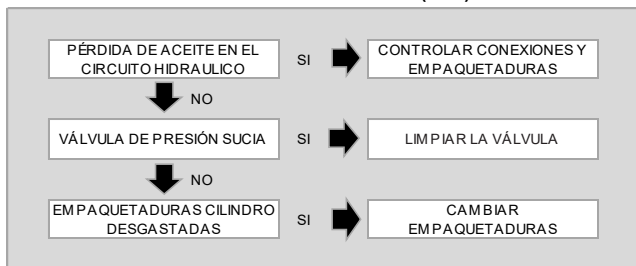 PÉRDIDA DE ACEITE EN EL
CIRCUITO HIDRAULICO
SI
CONTROLAR CONEXIONES Y
EMPAQUETADURAS
NO
VÁLVULA DE PRESIÓN SUCIA
SI
LIMPIAR LA VÁLVULA
NO
EMPAQUETADURAS CILINDRO
DESGASTADAS
SI
CAMBIAR
EMPAQUETADURAS